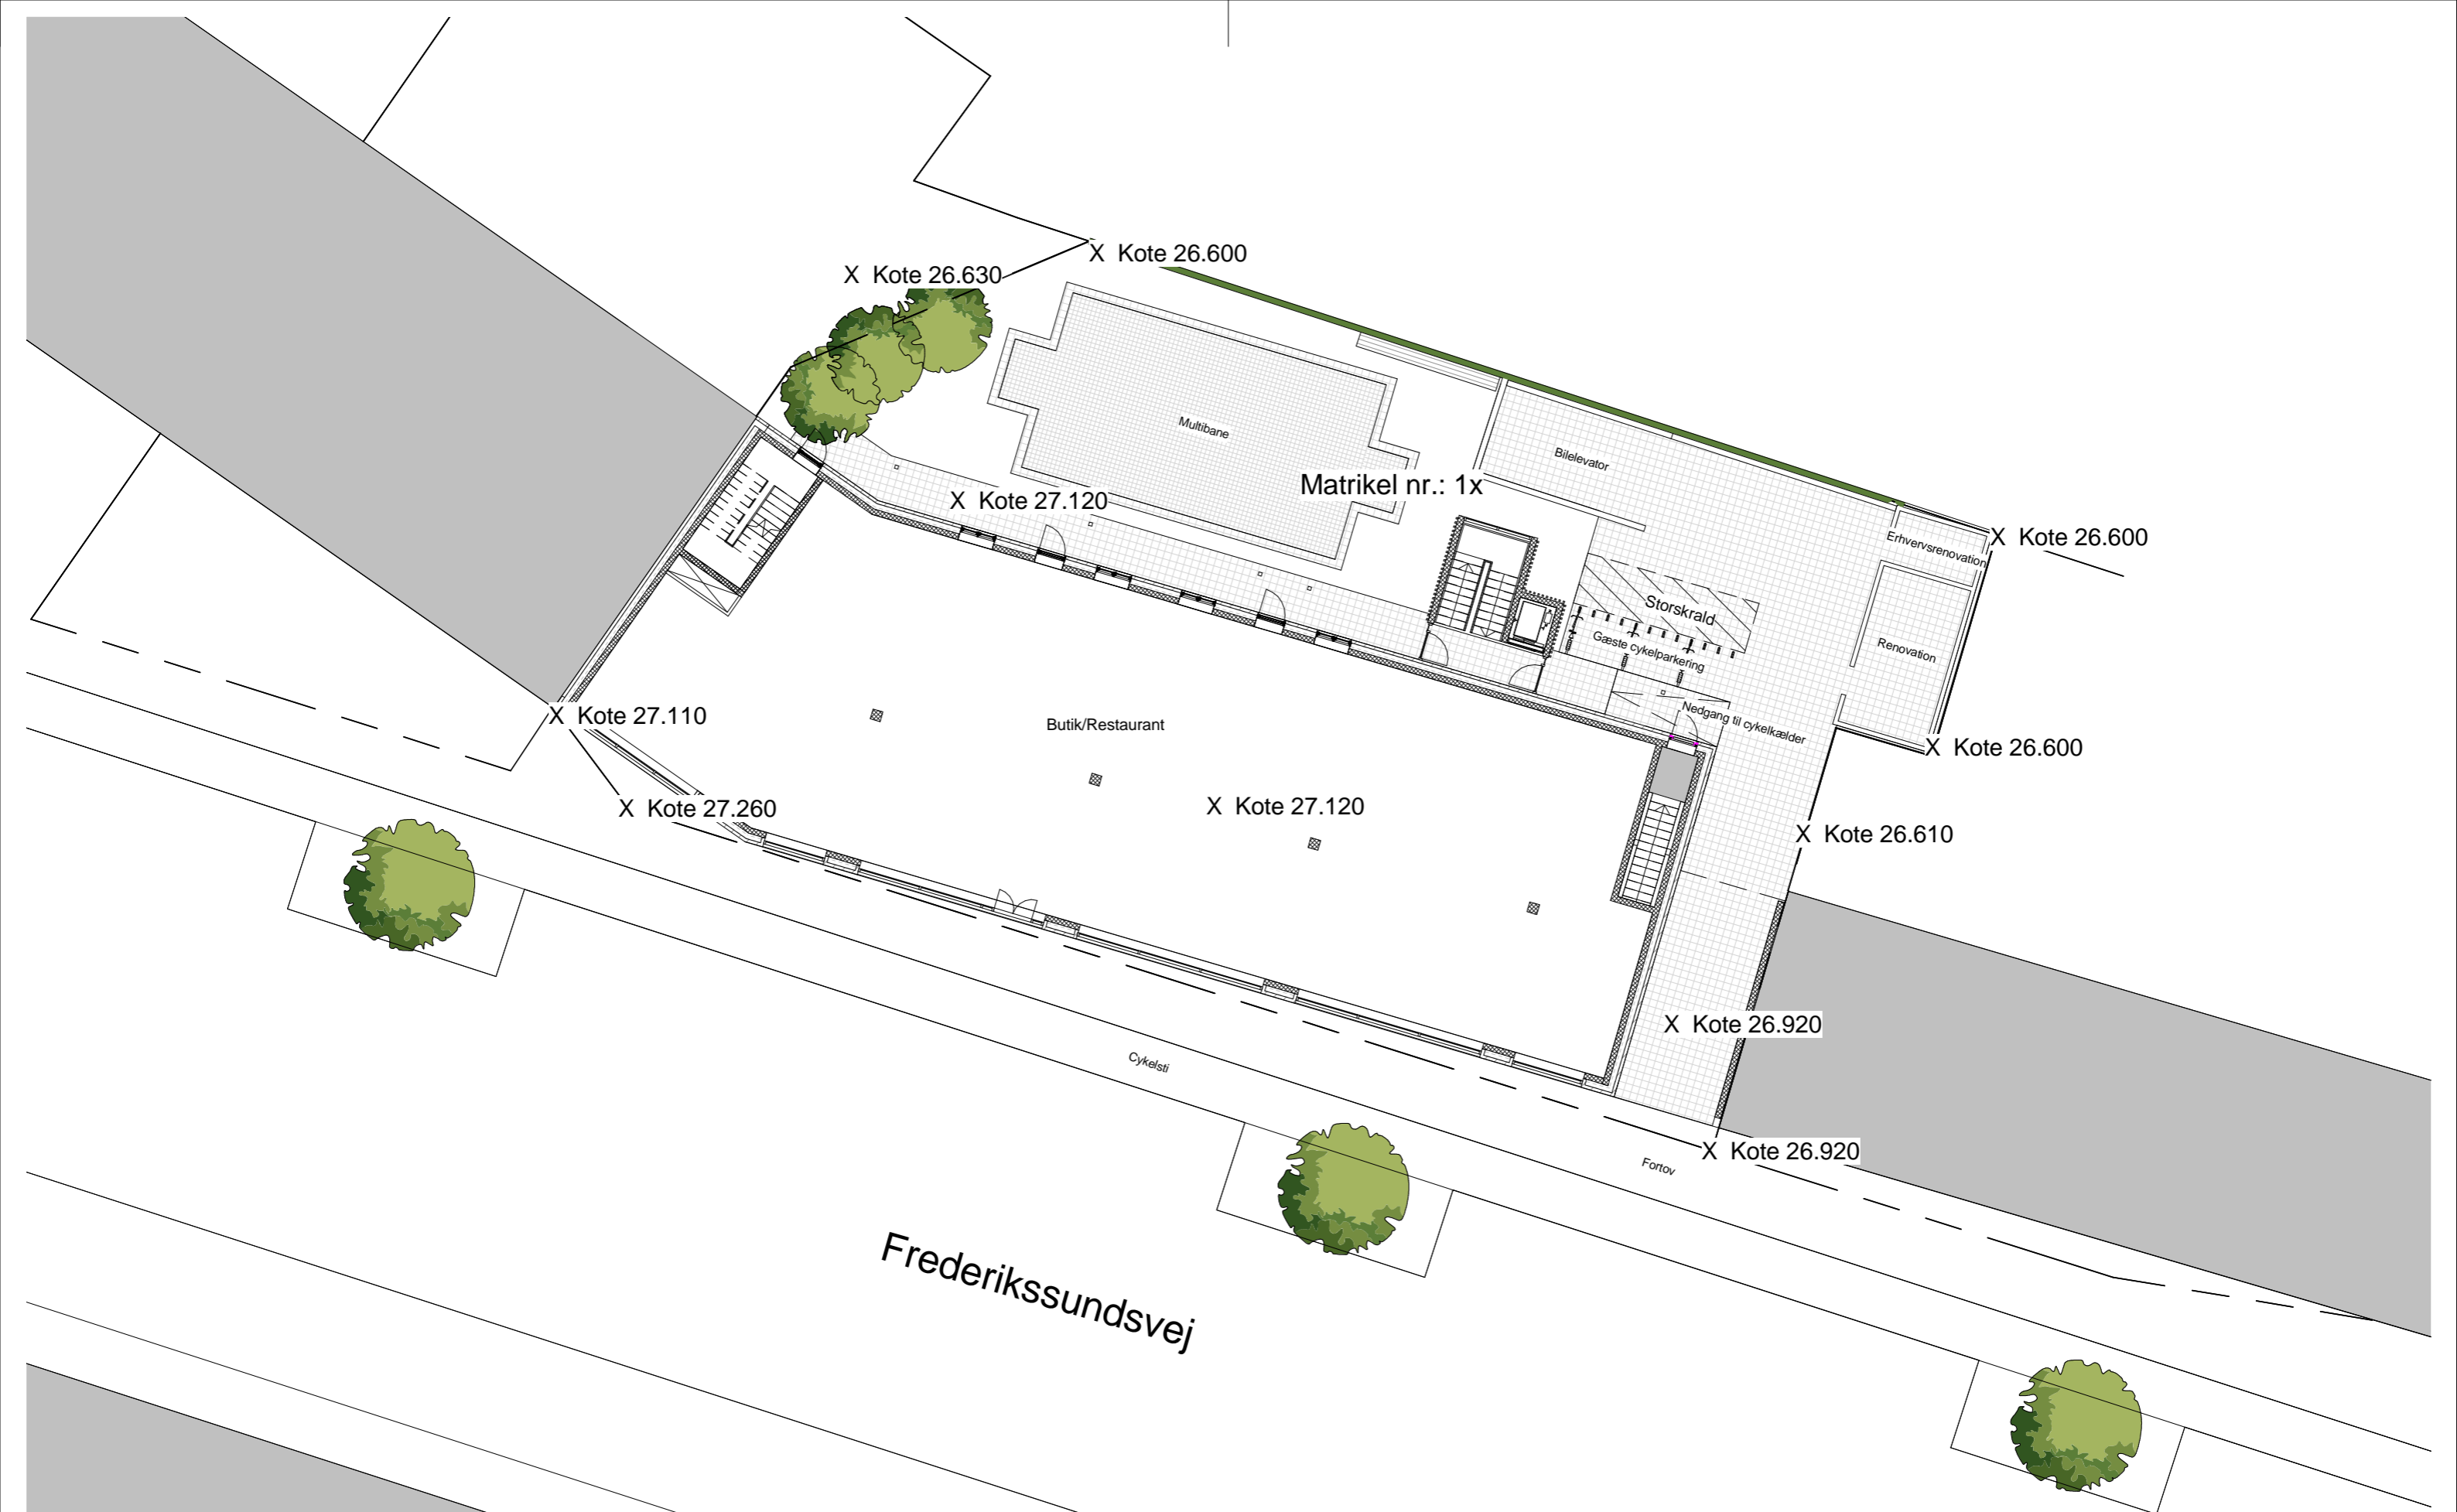 X Kote 26.600
X Kote 26.630
Multibane
Bilelevator
Matrikel nr.: 1x
X Kote 27.120
X Kote 26.600
Erhvervsrenovation
Storskrald
Gæste cykelparkering
Renovation
X Kote 27.110
Butik/Restaurant
Nedgang til cykelkælder
X Kote 26.600
X Kote 27.260
X Kote 27.120
X Kote 26.610
X Kote 26.920
Cykelsti
X Kote 26.920
Fortov
Frederikssundsvej